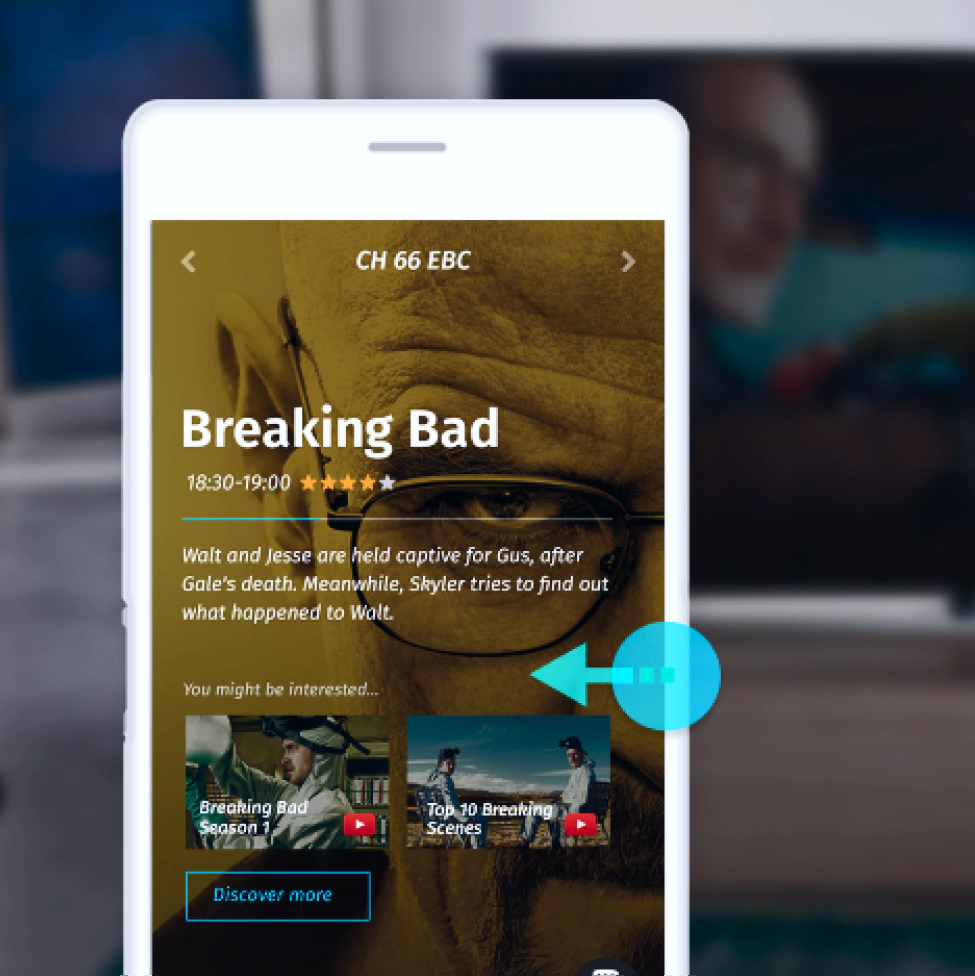 CH 66 EBC
Breaking Bad
18:30-19:00
Walt and Jesse are held captive for Gus, after
Gale's death. Meanwhile, Skyler tries to find out
what happened to Walt.
You might be interested...
Breaking Bad
Season 1
Top 10 Breaking
Scenes
Discover more